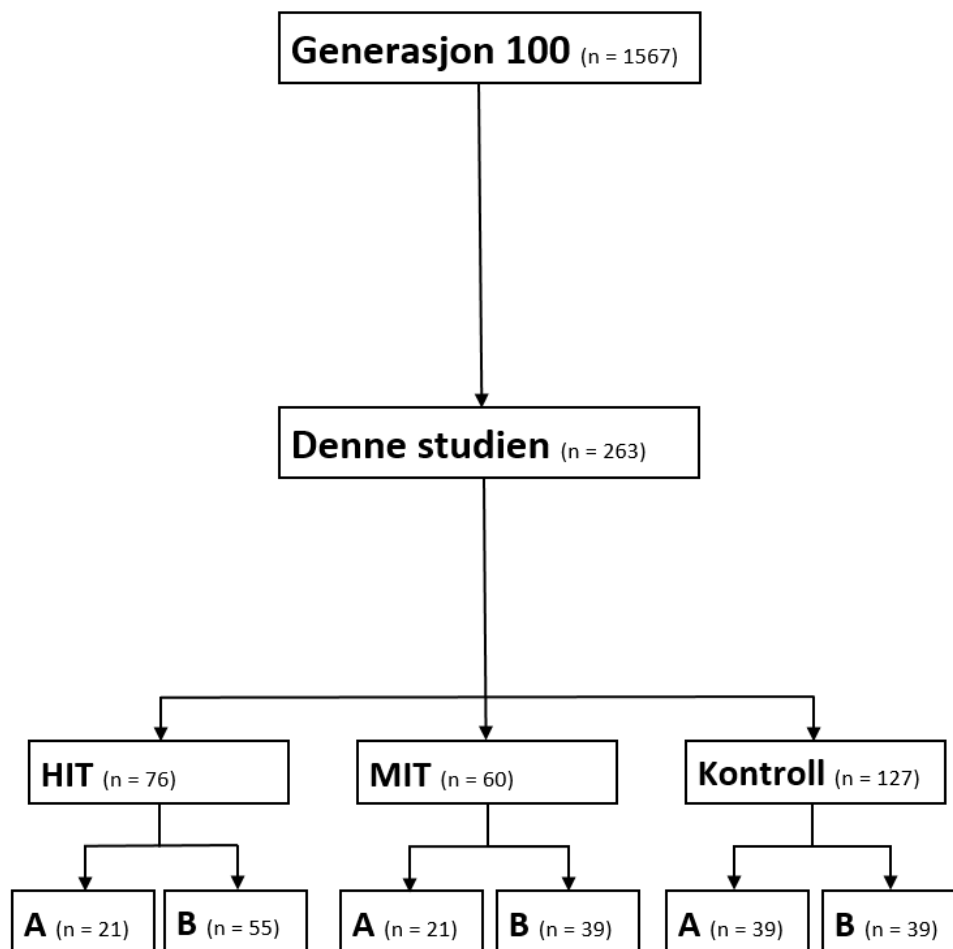 Generasjon 100 (n = 1567)
Denne studien (n = 263)
HIT (n = 76)
MIT (n = 60)
Kontroll (n = 127)
A (n = 21)
B (n = 55)
A (n = 21)
B (n = 39)
A (n = 39)
B (n = 39)